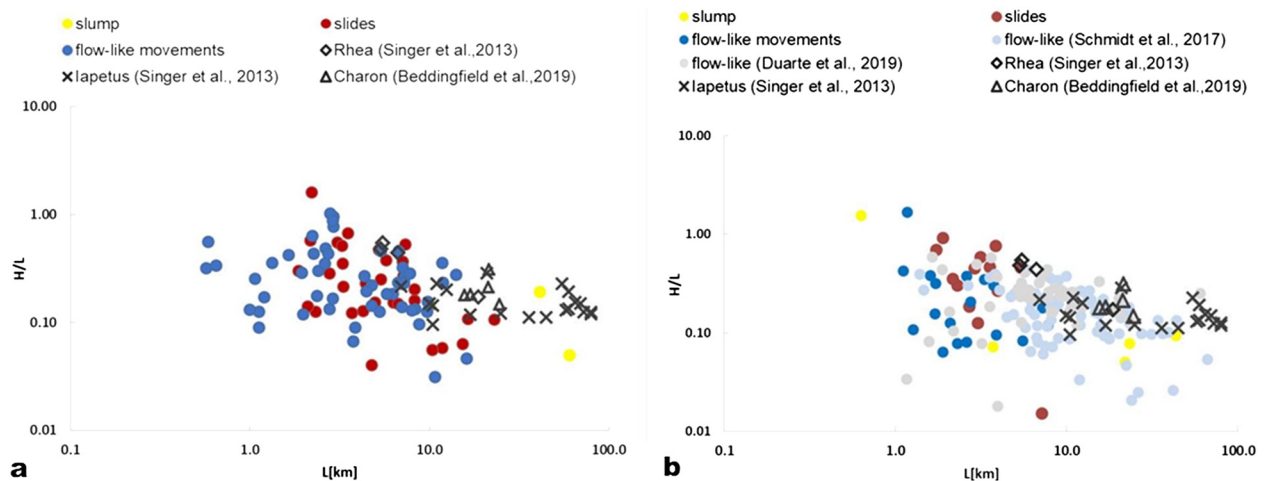 slump
slides
flow-like movements
Rhea (Singer et al.,2013)
Iapetus (Singer et al., 2013)
Charon (Beddingfield et al.,2019)
10.00
1.00
0.10
0.01
H/L
0.1
1.0
10.0
100.0
L[km]
a
slump
slides
flow-like movements
flow-like (Schmidt et al., 2017)
flow-like (Duarte et al., 2019)
Rhea (Singer et al.,2013)
Iapetus (Singer et al., 2013)
Charon (Beddingfield et al.,2019)
10.00
1.00
0.10
0.01
H/L
0.1
1.0
10.0
100.0
L[km]
b